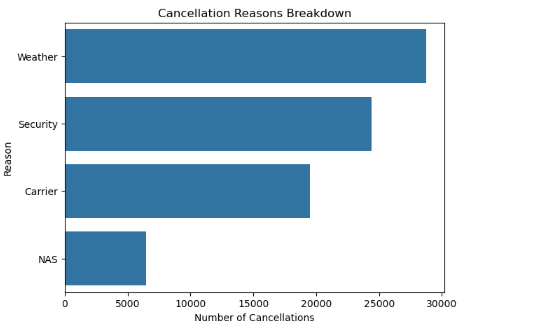 Cancellation Reasons Breakdown
Weather
Security
Carrier
NAS
Reason
0 5000 10000 15000 20000 25000 30000
Number of Cancellations